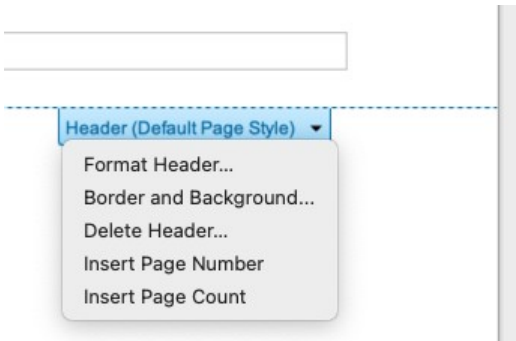 Header (Default Page Style)
Format Header...
Border and Background...
Delete Header...
Insert Page Number
Insert Page Count